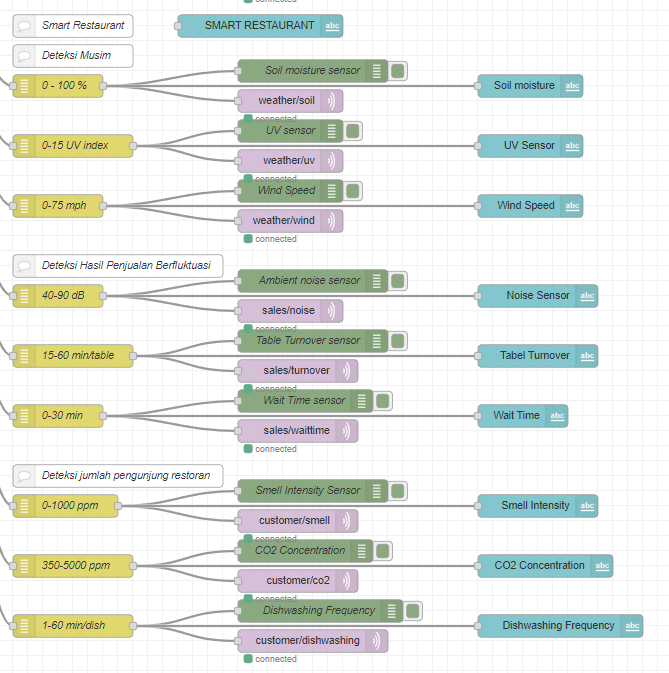 connected
Smart Restaurant
SMART RESTAURANT abc
Deteksi Musim
Soil moisture sensor
0 - 100 %
Soil moisture abc
weather/soil
connected
UV sensor
0-15 UV index
UV Sensor abc
weather/uv
connected
Wind Speed
0-75 mph
Wind Speed abc
weather/wind
connected
Deteksi Hasil Penjualan Berfluktuasi
Ambient noise sensor
40-90 dB
Noise Sensor abc
sales/noise
connected
Table Turnover sensor
15-60 min/table
Tabel Turnover abc
sales/turnover
connected
Wait Time sensor
0-30 min
Wait Time abc
sales/waittime
connected
Deteksi jumlah pengunjung restoran
Smell Intensity Sensor
0-1000 ppm
Smell Intensity abc
customer/smell
connected
CO2 Concentration
350-5000 ppm
CO2 Concentration abc
customer/co2
connected
Dishwashing Frequency
1-60 min/dish
Dishwashing Frequency abc
customer/dishwashing
connected